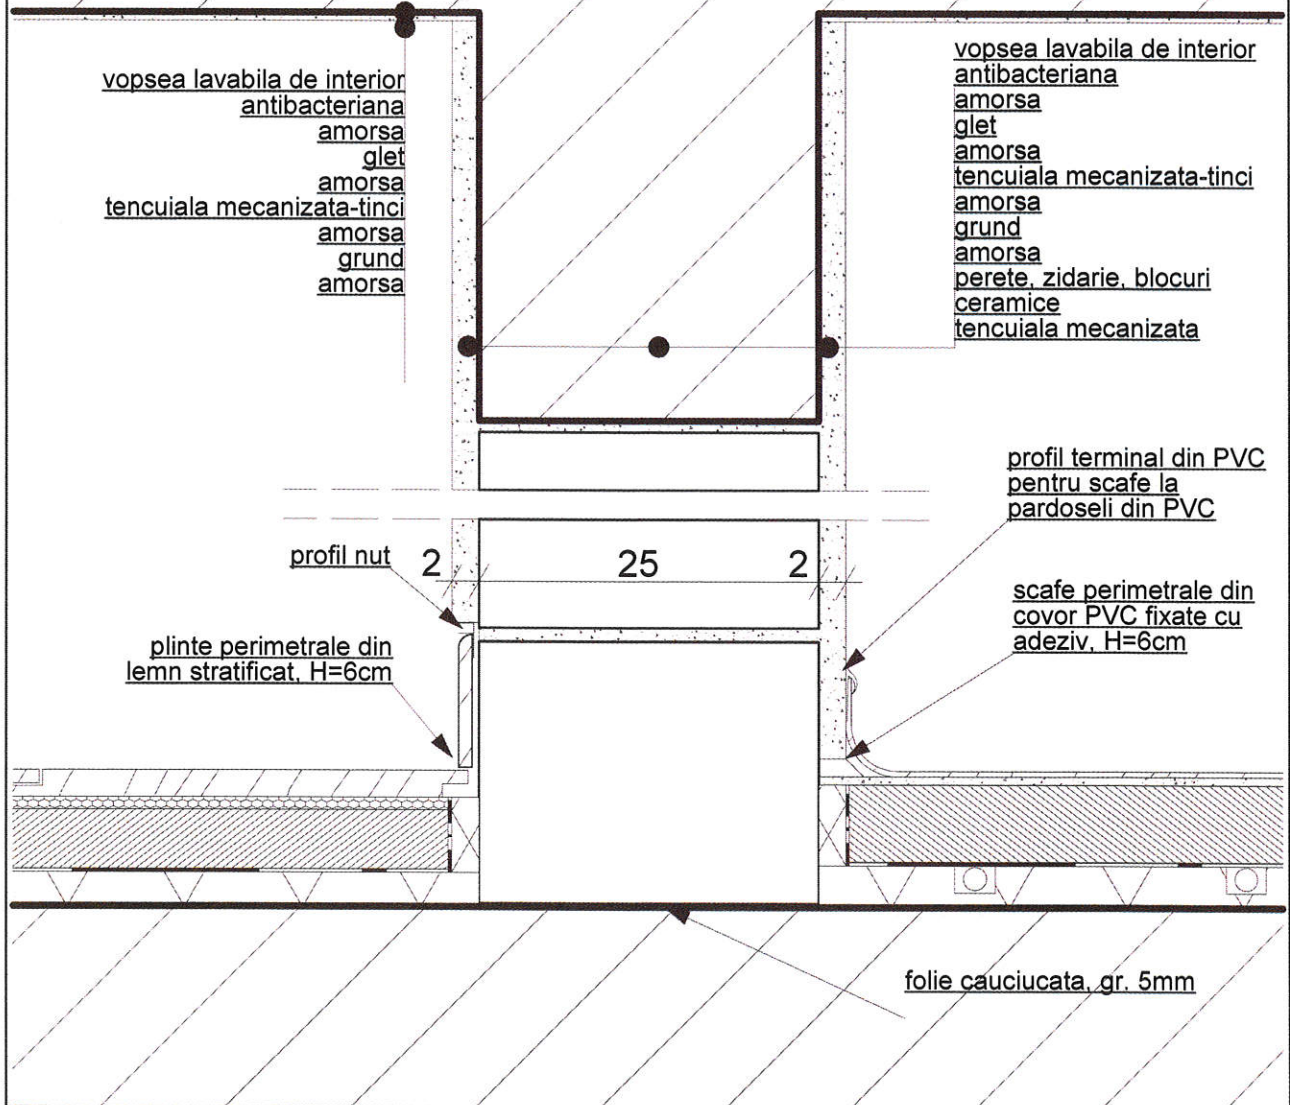 vopsea lavabila de interior
antibacteriana
amorsa
glet
amorsa
tencuiala mecanizata-tinci
amorsa
grund
amorsa
vopsea lavabila de interior
antibacteriana
amorsa
glet
amorsa
tencuiala mecanizata-tinci
amorsa
grund
amorsa
perete, zidarie, blocuri
ceramice
tencuiala mecanizata
profil terminal din PVC
pentru scafe la
pardoseli din PVC
profil nut
2
25
2
scafe perimetrale din
covor PVC fixate cu
adeziv, H=6cm
plinte perimetrale din
lemn stratificat, H=6cm
folie cauciucata, gr. 5mm